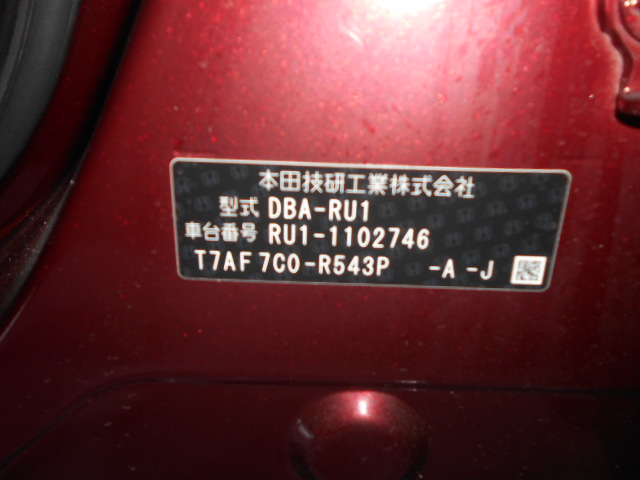 本田技研工業株式会社
型式 DBA-RU1
車台番号 RU1-1102746
T7AF 7C0-R543P -A -J